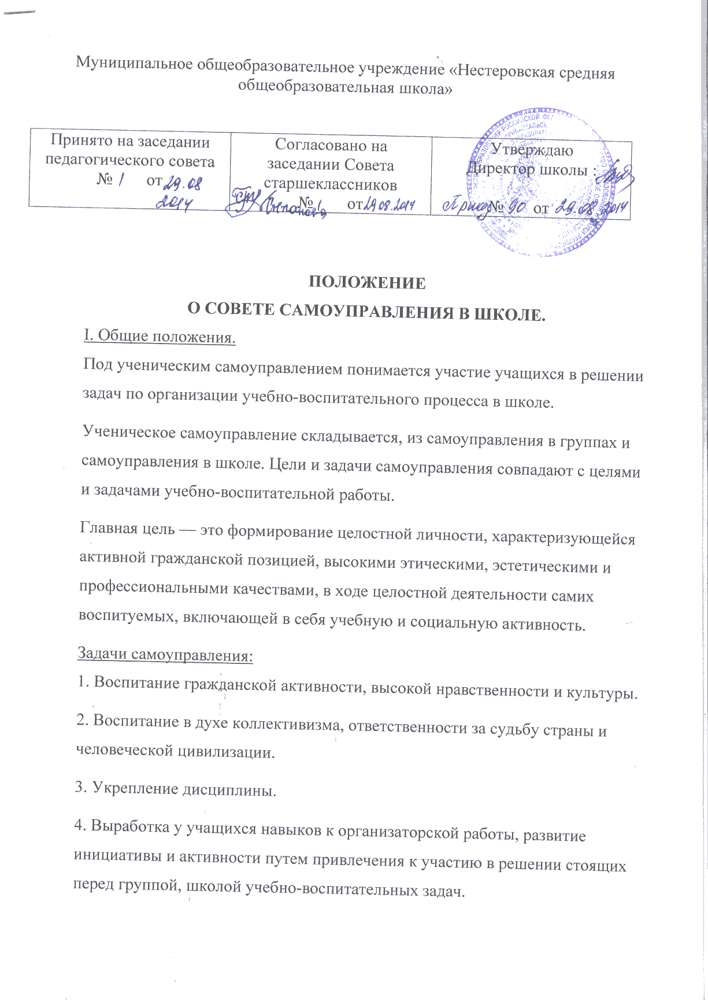 Муниципальное общеобразовательное учреждение «Нестеровская средняя
общеобразовательная школа»
Принято на заседании
педагогического совета
№ 1 от 29.08
2014
Согласовано на
заседании Совета
старшеклассников
№ 1 от 29.08.2014
Утверждаю
Директор школы :
№ 90 от 29.08.2014
ПОЛОЖЕНИЕ
О СОВЕТЕ САМОУПРАВЛЕНИЯ В ШКОЛЕ.
I. Общие положения.
Под ученическим самоуправлением понимается участие учащихся в решении
задач по организации учебно-воспитательного процесса в школе.
Ученическое самоуправление складывается, из самоуправления в группах и
самоуправления в школе. Цели и задачи самоуправления совпадают с целями
и задачами учебно-воспитательной работы.
Главная цель — это формирование целостной личности, характеризующейся
активной гражданской позицией, высокими этическими, эстетическими и
профессиональными качествами, в ходе целостной деятельности самих
воспитуемых, включающей в себя учебную и социальную активность.
Задачи самоуправления:
1. Воспитание гражданской активности, высокой нравственности и культуры.
2. Воспитание в духе коллективизма, ответственности за судьбу страны и
человеческой цивилизации.
3. Укрепление дисциплины.
4. Выработка у учащихся навыков к организаторской работы, развитие
инициативы и активности путем привлечения к участию в решении стоящих
перед группой, школой учебно-воспитательных задач.